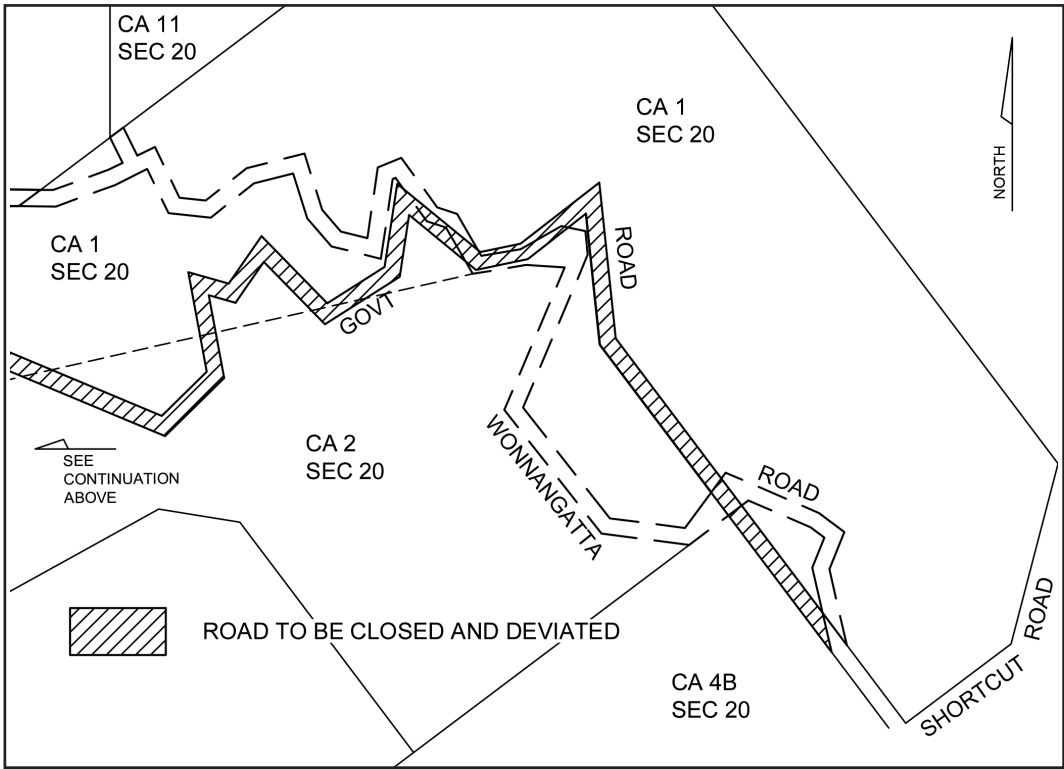 CA 11
SEC 20
CA 1
SEC 20
NORTH
CA 1
SEC 20
ROAD
GOVT
CA 2
SEC 20
SEE
CONTINUATION
ABOVE
WONNANGATTA
ROAD
ROAD TO BE CLOSED AND DEVIATED
CA 4B
SEC 20
SHORTCUT
ROAD